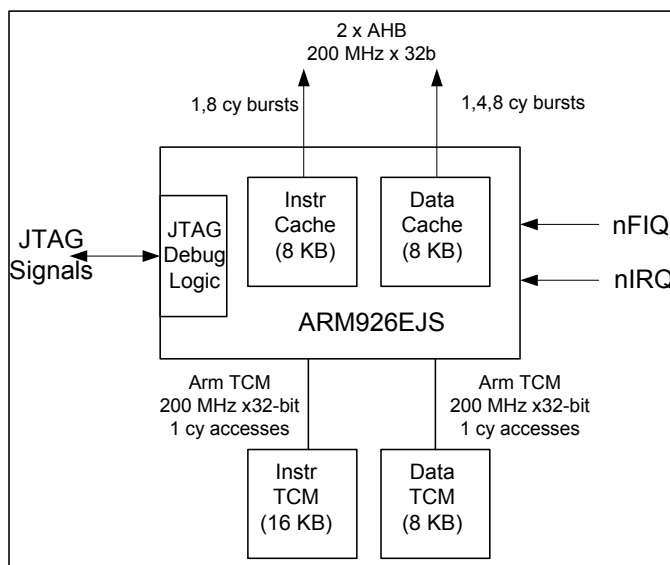 2 x AHB
200 MHz x 32b
1,8 cy bursts
1,4,8 cy bursts
JTAG
Signals
JTAG
Debug
Logic
Instr
Cache
(8 KB)
Data
Cache
(8 KB)
nFIQ
nIRQ
ARM926EJS
Arm TCM
200 MHz x32-bit
1 cy accesses
Arm TCM
200 MHz x32-bit
1 cy accesses
Instr
TCM
(16 KB)
Data
TCM
(8 KB)